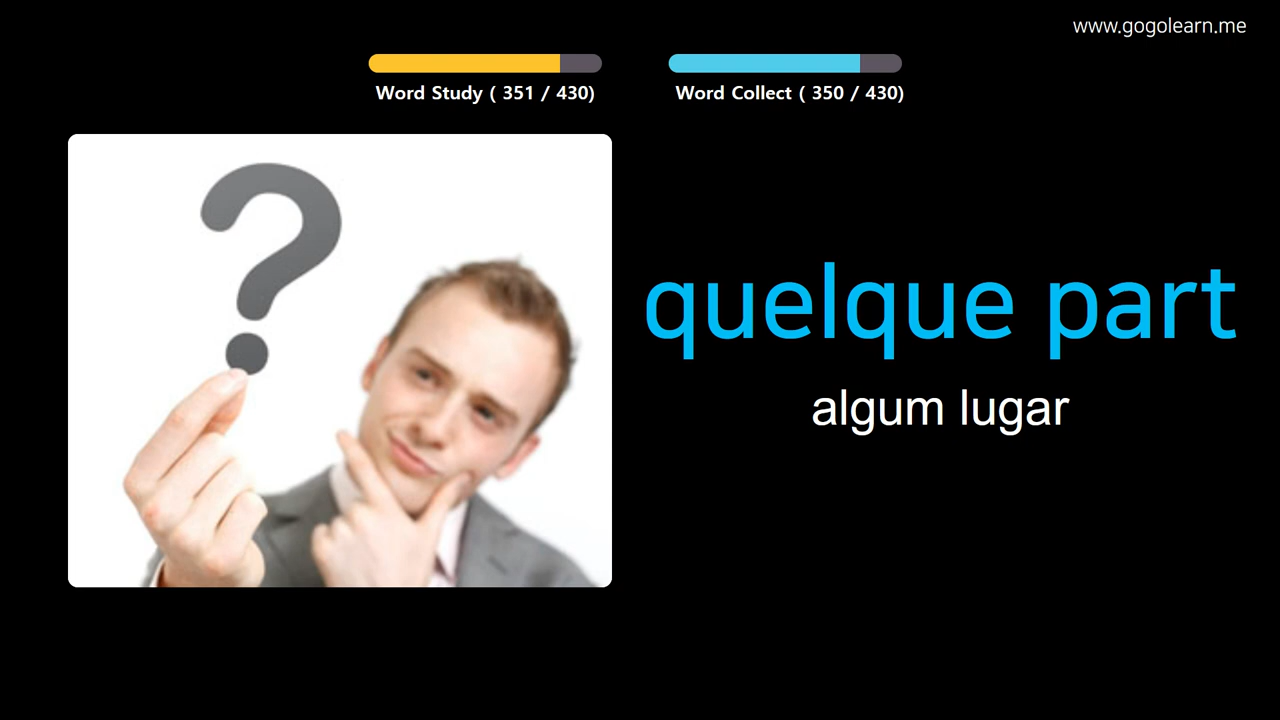 www.gogolearn.me
Word Study ( 351 / 430)
Word Collect ( 350 / 430)
?
quelque part
algum lugar